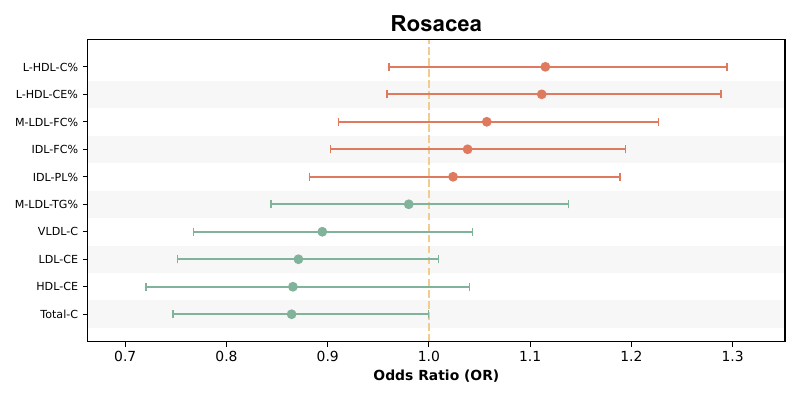 Rosacea
L-HDL-C%
L-HDL-CE%
M-LDL-FC%
IDL-FC%
IDL-PL%
M-LDL-TG%
VLDL-C
LDL-CE
HDL-CE
Total-C
0.7 0.8 0.9 1.0 1.1 1.2 1.3
Odds Ratio (OR)